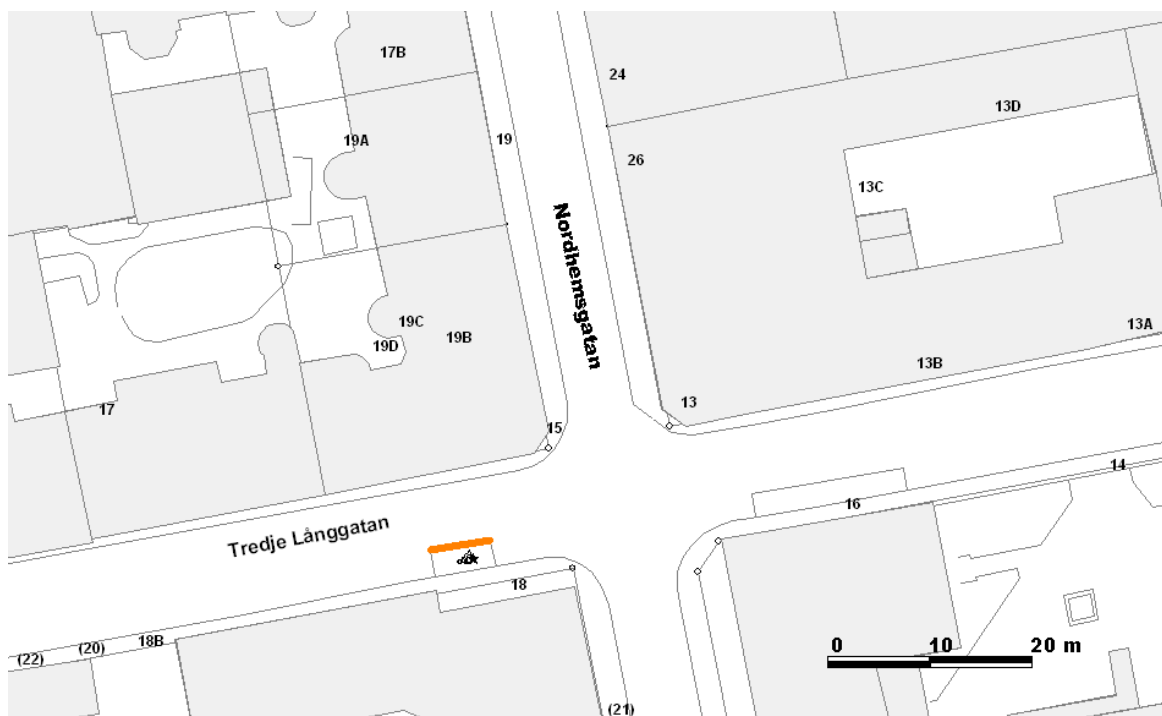 17B
24
13D
19A
19
26
13C
Nordhemsgatan
19C
19B
19D
13A
13B
17
13
15
14
16
Tredje Långgatan
18
18B
(20)
(22)
0 10 20 m
(21)